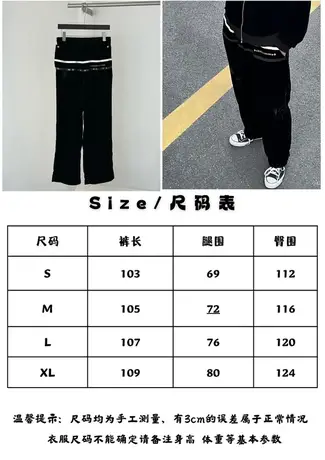 Size/尺码表
尺码 裤长 腿围 臀围
S 103 69 112
M 105 72 116
L 107 76 120
XL 109 80 124
温馨提示：尺码均为手工测量，有3cm的误差属于正常情况
衣服尺码不能确定请备注身高 体重等基本参数